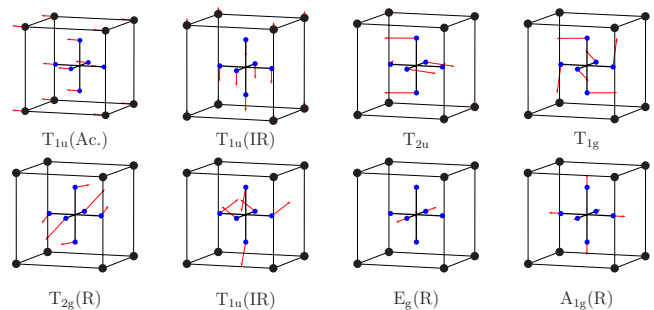 T₁ᵤ(Ac.) T₁ᵤ(IR) T₂ᵤ T₁g
T₂g(R) T₁ᵤ(IR) Eg(R) A₁g(R)